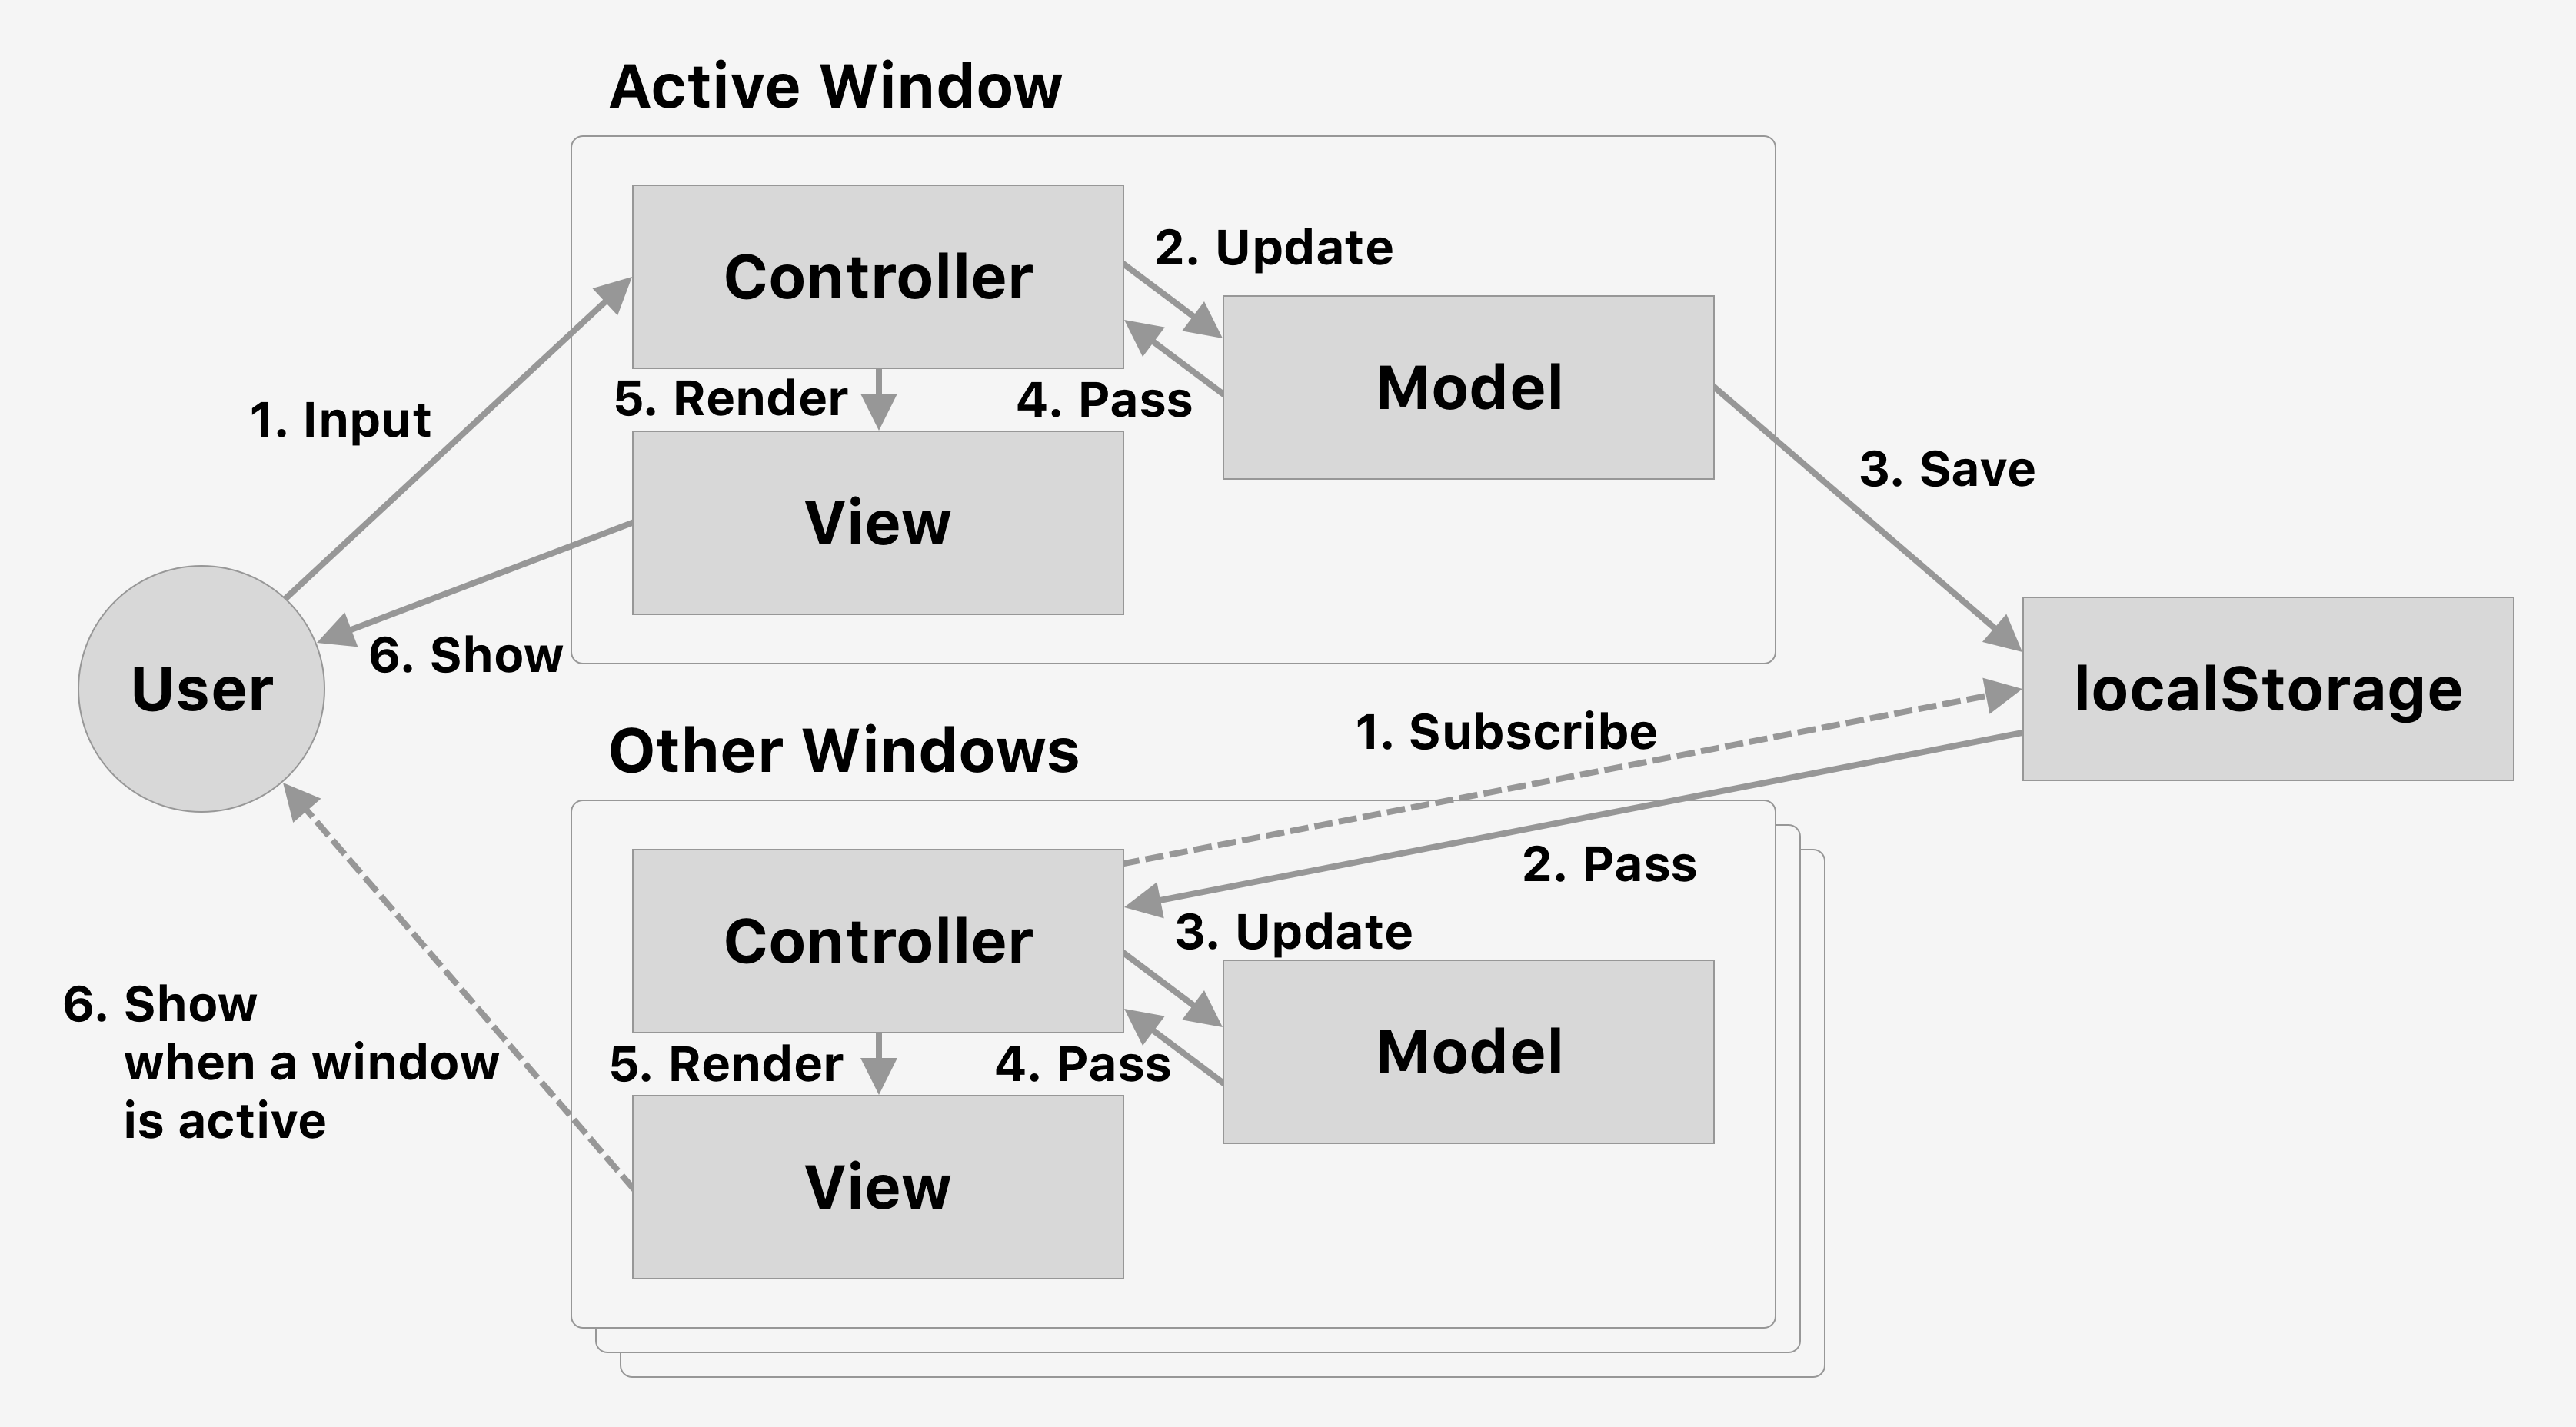 Active Window
Controller
2. Update
Model
1. Input
5. Render
4. Pass
3. Save
View
6. Show
User
localStorage
Other Windows
1. Subscribe
2. Pass
Controller
3. Update
Model
6. Show
when a window
is active
5. Render
4. Pass
View